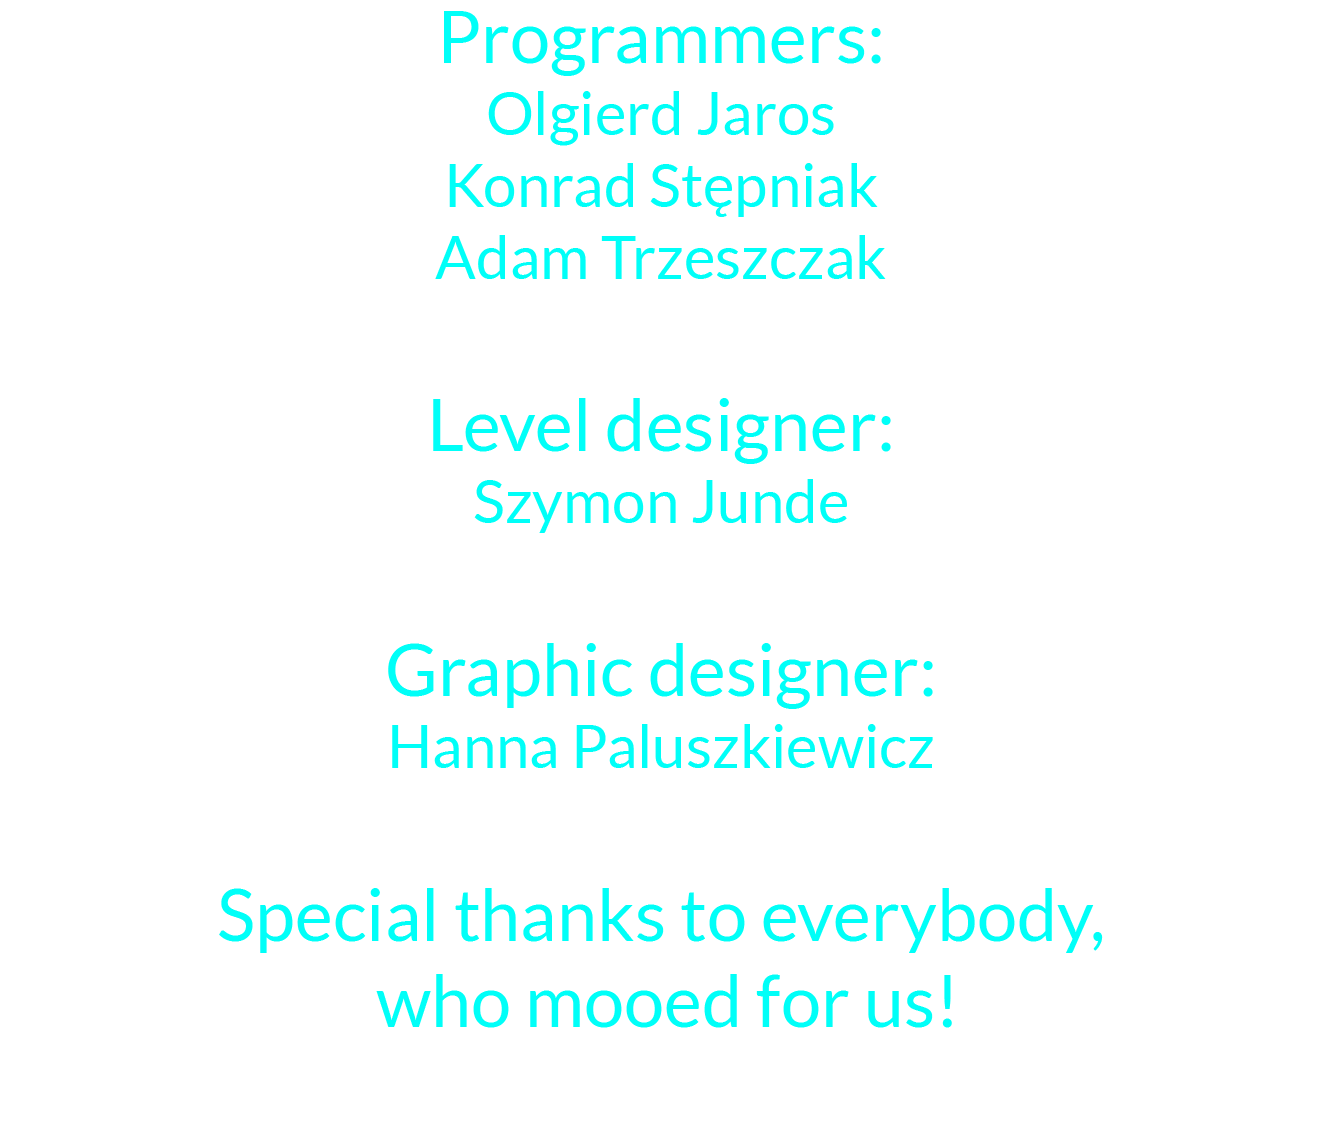 Programmers:
Olgierd Jaros
Konrad Stępniak
Adam Trzeszczak
Level designer:
Szymon Junde
Graphic designer:
Hanna Paluszkiewicz
Special thanks to everybody,
who mooed for us!